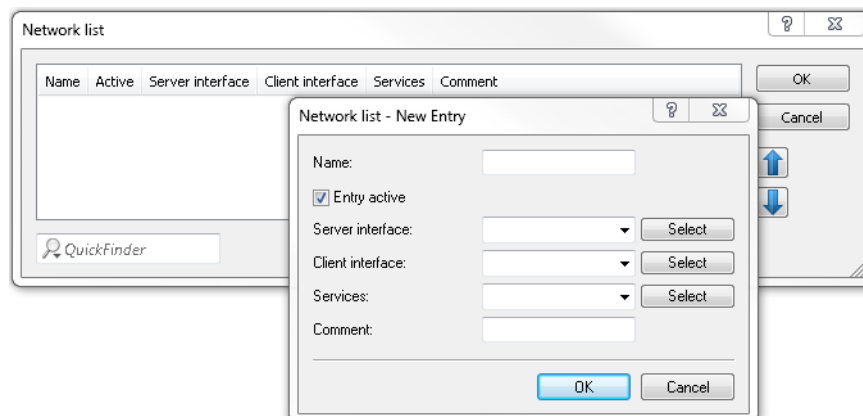 Network list
Name Active Server interface Client interface Services Comment
OK
Cancel
QuickFinder
Network list - New Entry
Name:
Entry active
Server interface:
Select
Client interface:
Select
Services:
Select
Comment:
OK
Cancel